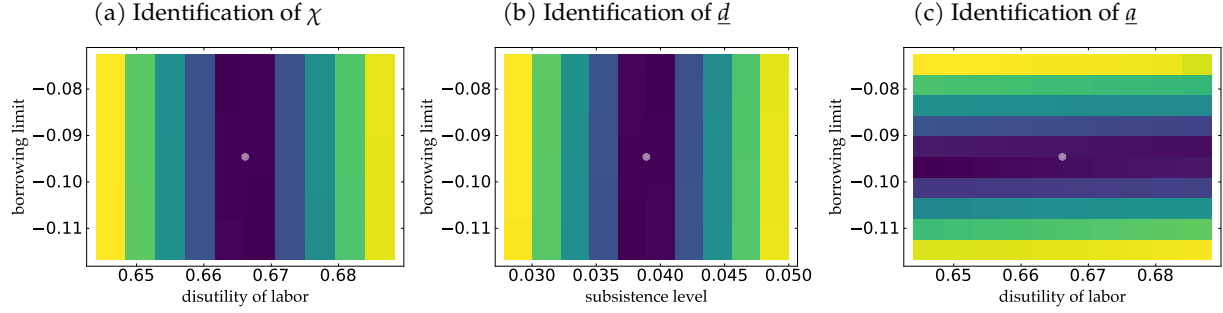 (a) Identification of χ
−0.08
−0.09
−0.10
−0.11
borrowing limit
0.65 0.66 0.67 0.68
disutility of labor
(b) Identification of d
−0.08
−0.09
−0.10
−0.11
borrowing limit
0.030 0.035 0.040 0.045 0.050
subsistence level
(c) Identification of a
−0.08
−0.09
−0.10
−0.11
borrowing limit
0.65 0.66 0.67 0.68
disutility of labor